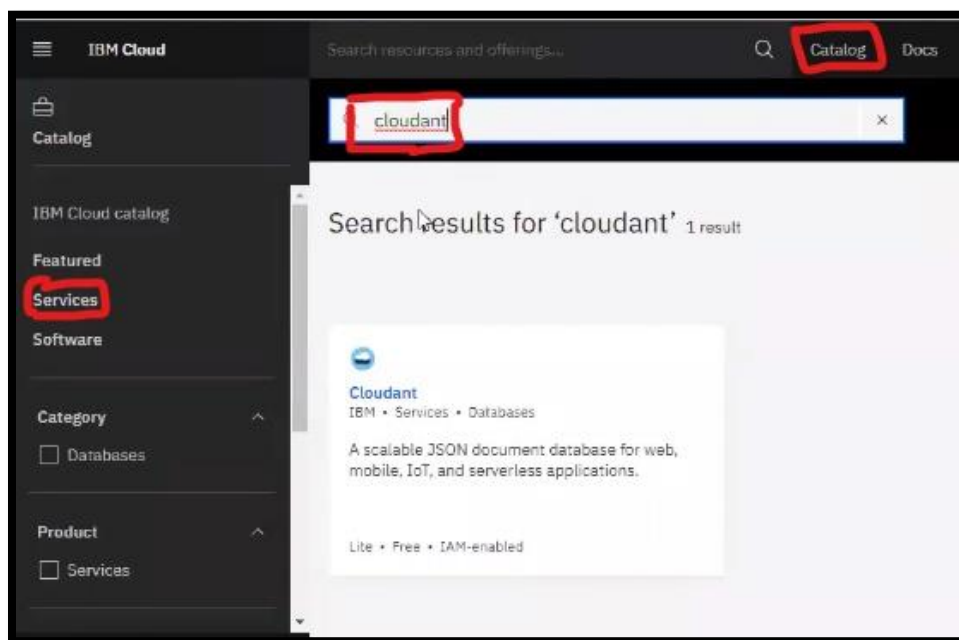 IBM Cloud
Search resources and offerings...
Catalog
Docs
Catalog
cloudant
IBM Cloud catalog
Featured
Services
Software
Category
Databases
Product
Services
Search results for ‘cloudant’ 1 result
Cloudant
IBM • Services • Databases
A scalable JSON document database for web,
mobile, IoT, and serverless applications.
Lite • Free • IAM-enabled